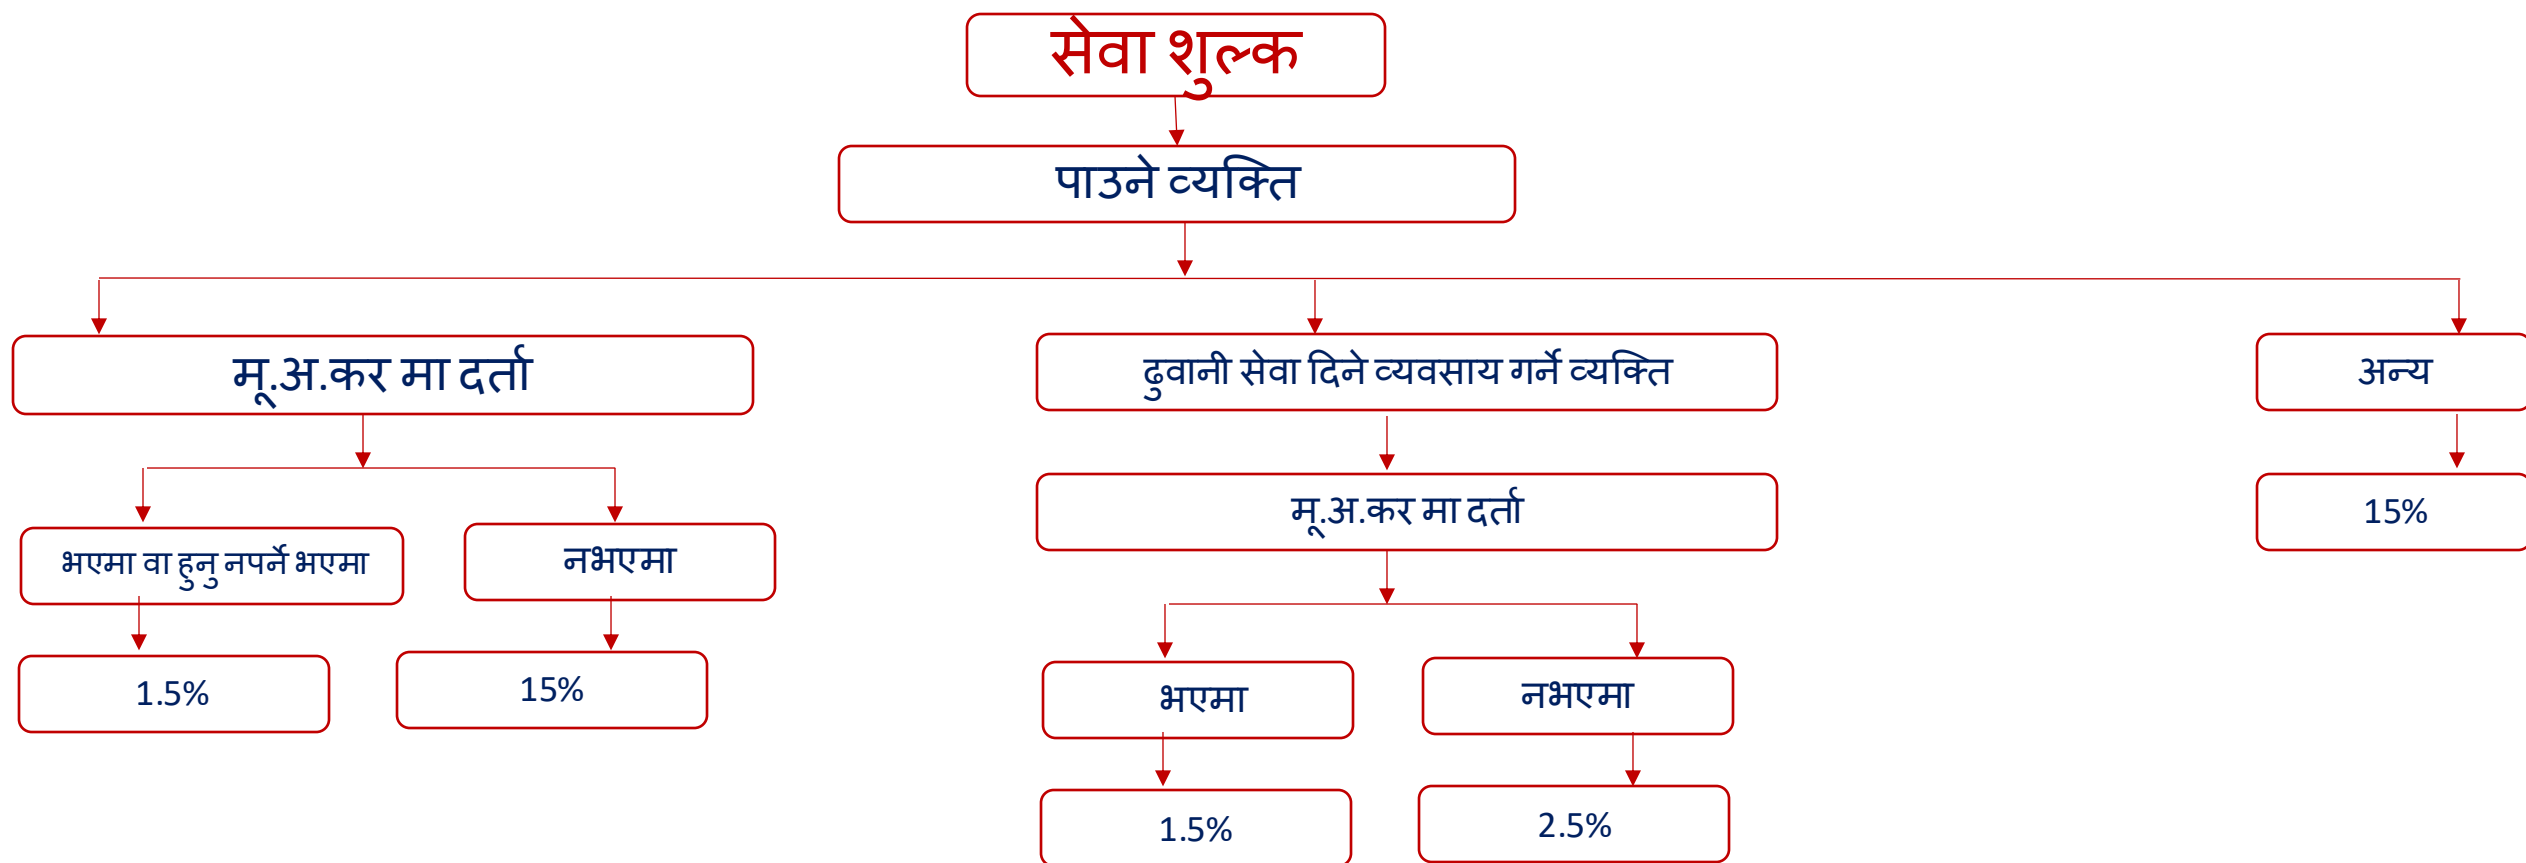 सेवा शुल्क
पाउने व्यक्ति
मू.अ.कर मा दर्ता
ढुवानी सेवा दिने व्यवसाय गर्ने व्यक्ति
अन्य
मू.अ.कर मा दर्ता
15%
भएमा वा हुनु नपर्ने भएमा
नभएमा
1.5%
15%
भएमा
नभएमा
1.5%
2.5%